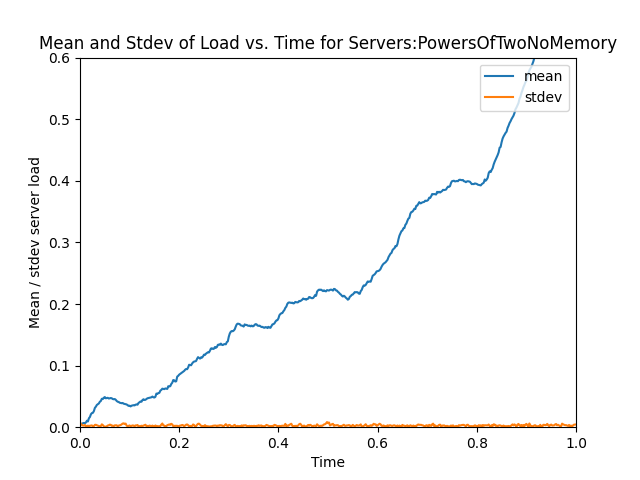 Mean and Stdev of Load vs. Time for Servers:PowersOfTwoNoMemory
0.6
0.5
0.4
0.3
0.2
0.1
0.0
Mean / stdev server load
mean
stdev
0.0 0.2 0.4 0.6 0.8 1.0
Time